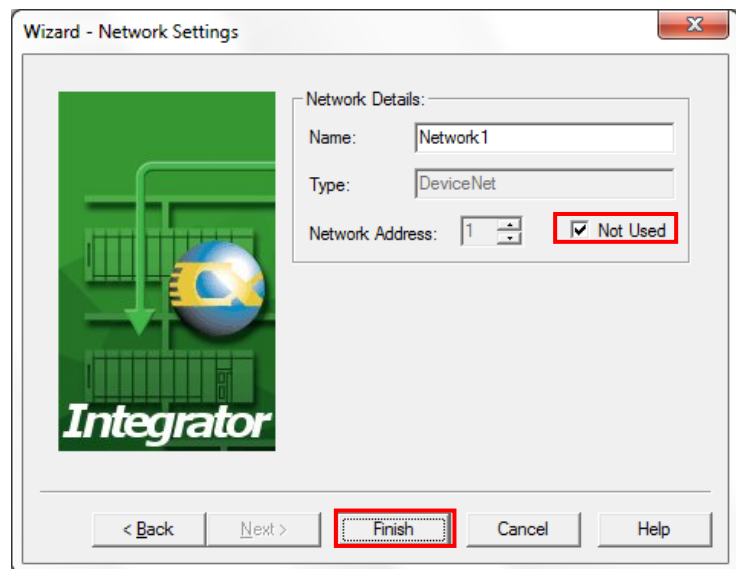 Wizard - Network Settings
Network Details:
Name: Network1
Type: DeviceNet
Network Address: 1 Not Used
CX
Integrator
< Back Next > Finish Cancel Help